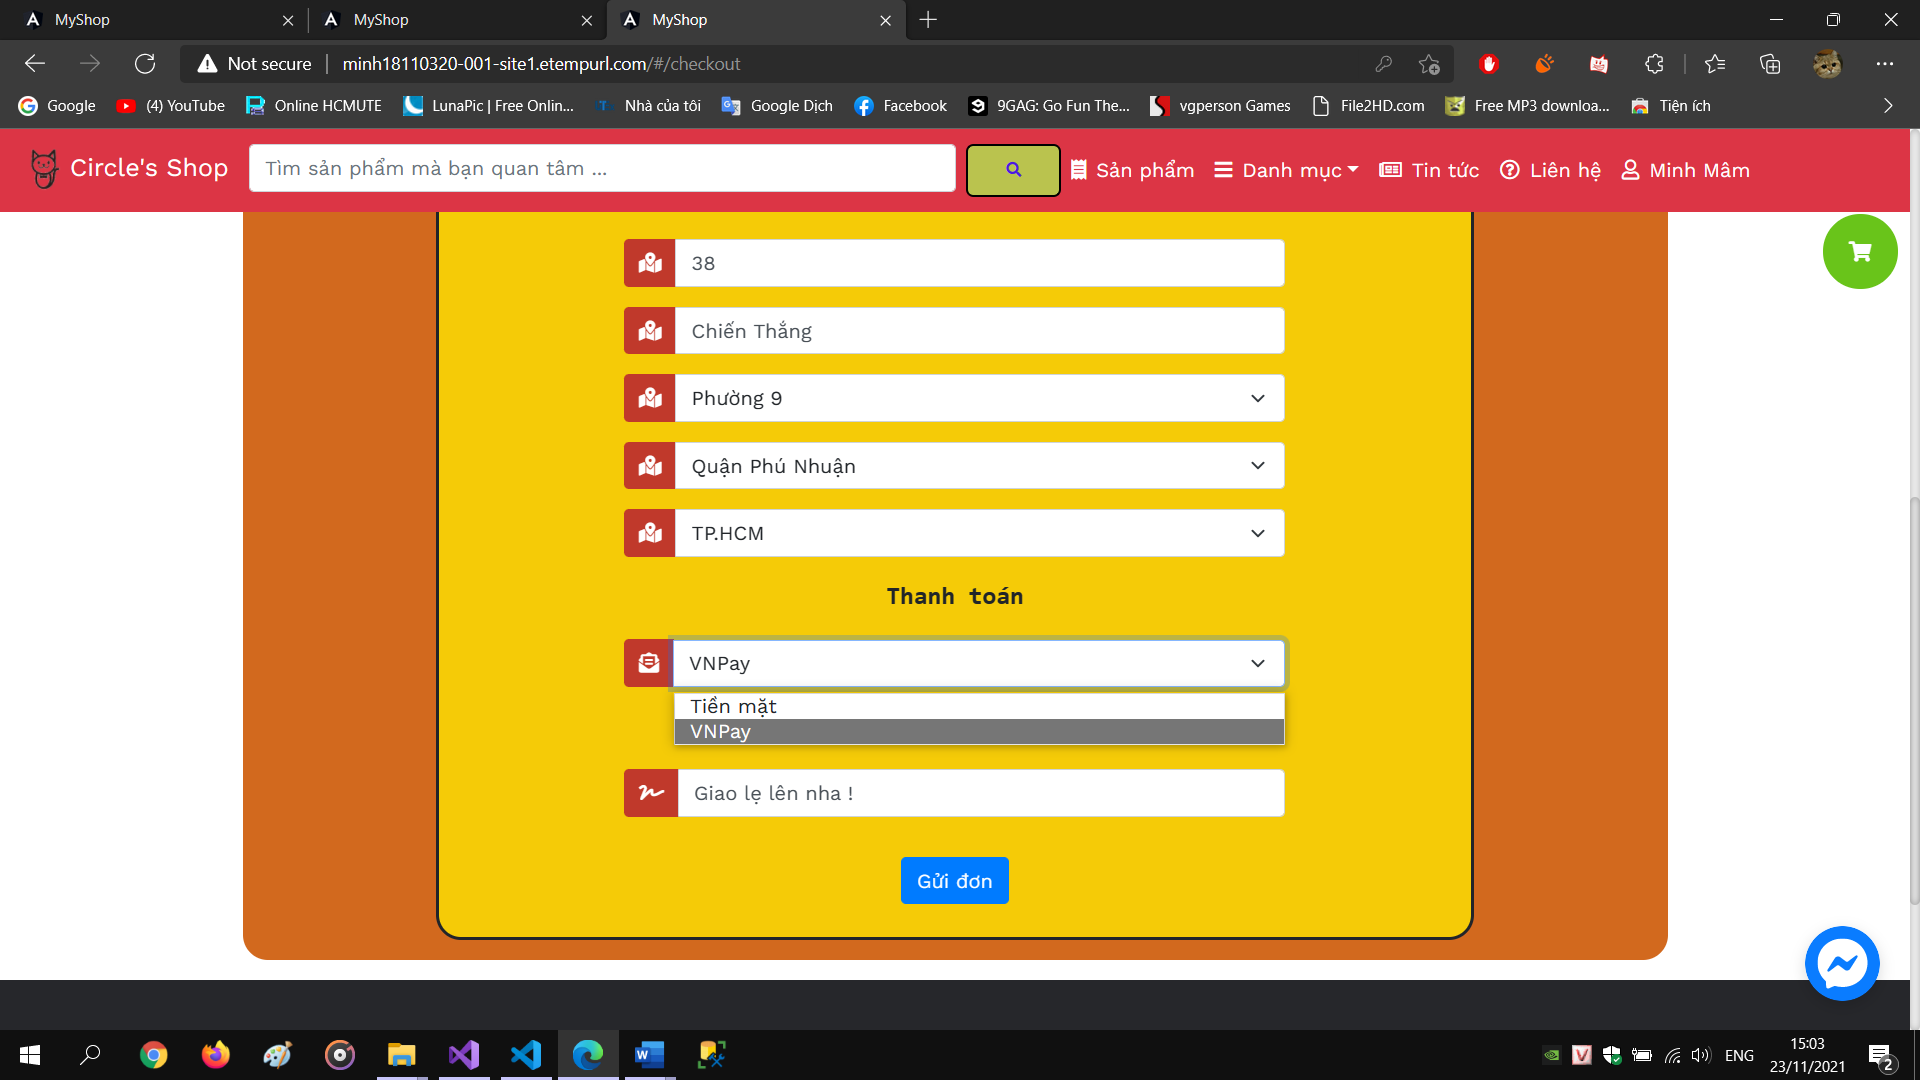 MyShop
MyShop
MyShop
Not secure
minh18110320-001-site1.etempurl.com/#/checkout
Google
(4) YouTube
Online HCMUTE
LunaPic | Free Onlin...
Nhà của tôi
Google Dịch
Facebook
9GAG: Go Fun The...
vgperson Games
File2HD.com
Free MP3 downloa...
Tiện ích
Circle's Shop
Tìm sản phẩm mà bạn quan tâm ...
Sản phẩm
Danh mục
Tin tức
Liên hệ
Minh Mâm
38
Chiến Thắng
Phường 9
Quận Phú Nhuận
TP.HCM
Thanh toán
VNPay
Tiền mặt
VNPay
Giao lẹ lên nha !
Gửi đơn
ENG
15:03
23/11/2021
2